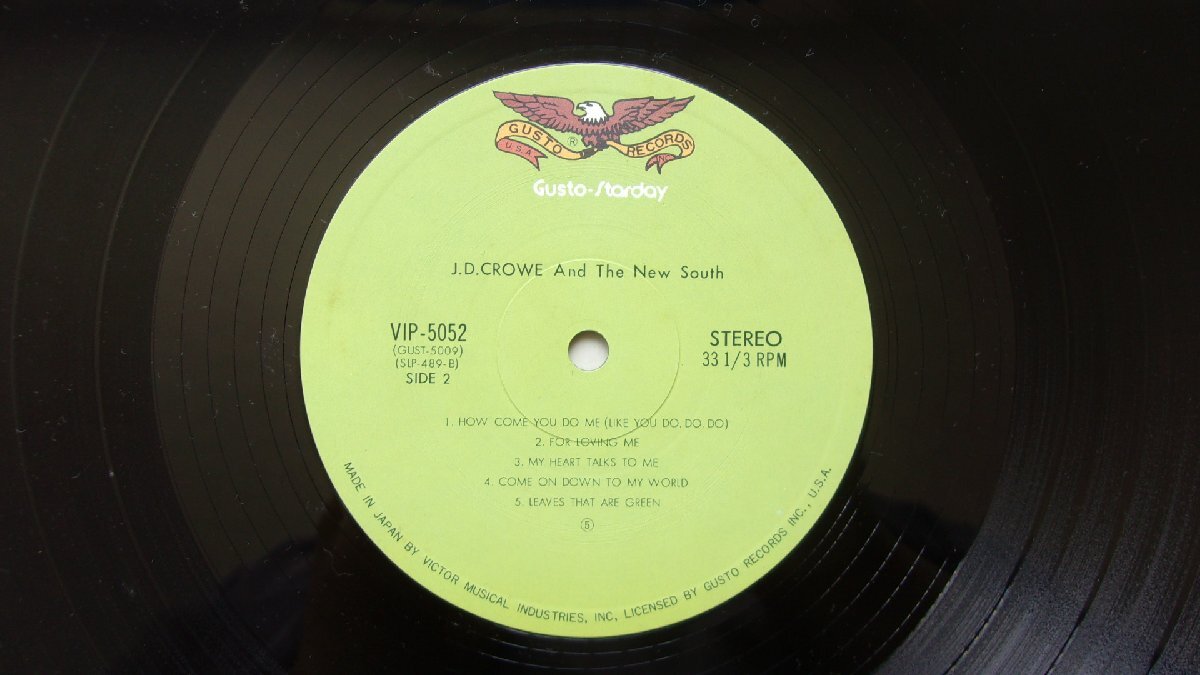 GUSTO RECORDS
U.S.A. INC.
®
Gusto-Starday
J.D.CROWE And The New South
VIP-5052
(GUST-5009)
(SLP-489-B)
SIDE 2
STEREO
33 1/3 RPM
1. HOW COME YOU DO ME (LIKE YOU DO, DO DO)
2. FOR LOVING ME
3. MY HEART TALKS TO ME
4. COME ON DOWN TO MY WORLD
5. LEAVES THAT ARE GREEN
Ⓢ
MADE IN JAPAN BY VICTOR MUSICAL INDUSTRIES, INC, LICENSED BY GUSTO RECORDS INC., U.S.A.